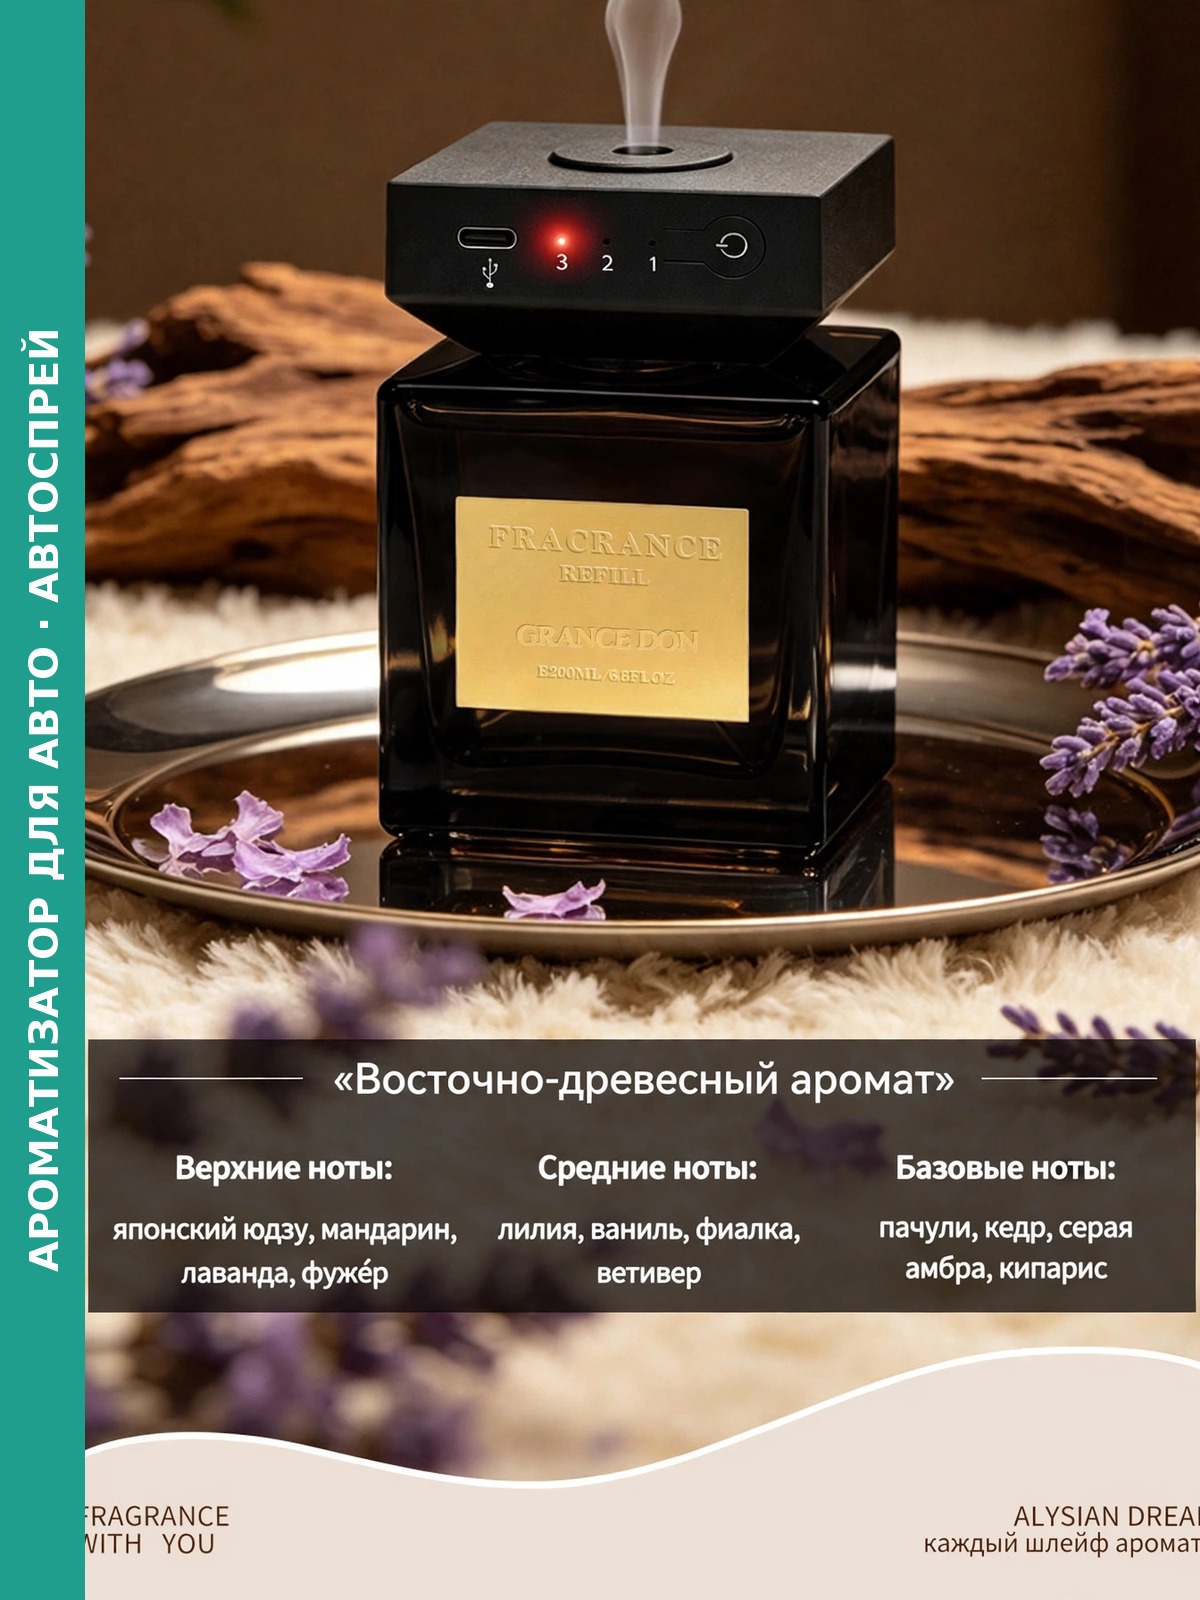 АРОМАТИЗАТОР ДЛЯ АВТО · АВТОСПРЕЙ
3 2 1
FRAGRANCE
REFILL
GRANCE DON
E200ML/6.6FL.OZ
«Восточно-древесный аромат»
Верхние ноты:
японский юдзу, мандарин,
лаванда, фуже́р
Средние ноты:
лилия, ваниль, фиалка,
ветивер
Базовые ноты:
пачули, кедр, серая
амбра, кипарис
FRAGRANCE
WITH YOU
ALYSIAN DREA
каждый шлейф аромат